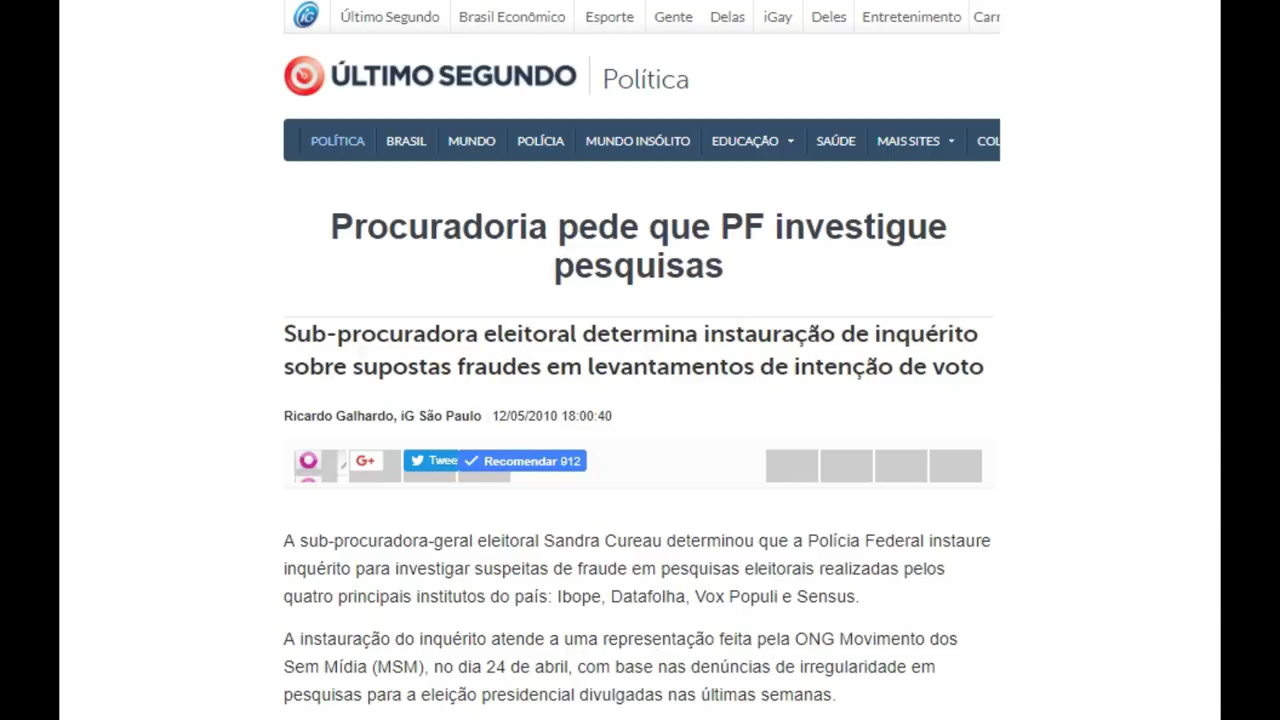 iG Último Segundo Brasil Econômico Esporte Gente Delas iGay Deles Entretenimento Carr
ÚLTIMO SEGUNDO Política
POLÍTICA BRASIL MUNDO POLÍCIA MUNDO INSÓLITO EDUCAÇÃO SAÚDE MAIS SITES COL
Procuradoria pede que PF investigue
pesquisas
Sub-procuradora eleitoral determina instauração de inquérito
sobre supostas fraudes em levantamentos de intenção de voto
Ricardo Galhardo, iG São Paulo 12/05/2010 18:00:40
G+ Twee Recomendar 912
A sub-procuradora-geral eleitoral Sandra Cureau determinou que a Polícia Federal instaure
inquérito para investigar suspeitas de fraude em pesquisas eleitorais realizadas pelos
quatro principais institutos do país: Ibope, Datafolha, Vox Populi e Sensus.
A instauração do inquérito atende a uma representação feita pela ONG Movimento dos
Sem Mídia (MSM), no dia 24 de abril, com base nas denúncias de irregularidade em
pesquisas para a eleição presidencial divulgadas nas últimas semanas.